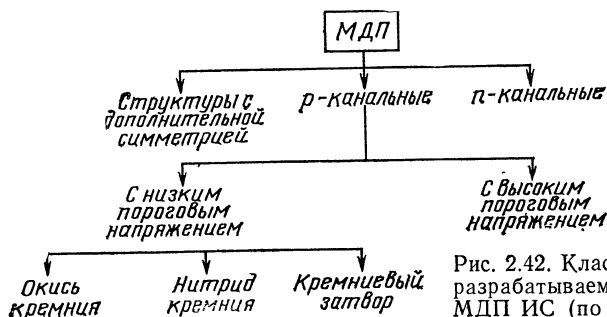 МДП
Структуры с
дополнительной
симметрией
р-канальные
n-канальные
С низким
пороговым
напряжением
С высоким
пороговым
напряжением
Окись
кремния
Нитрид
кремния
Кремниевый
затвор
Рис. 2.42. Клас
разрабатываем
МДП ИС (по